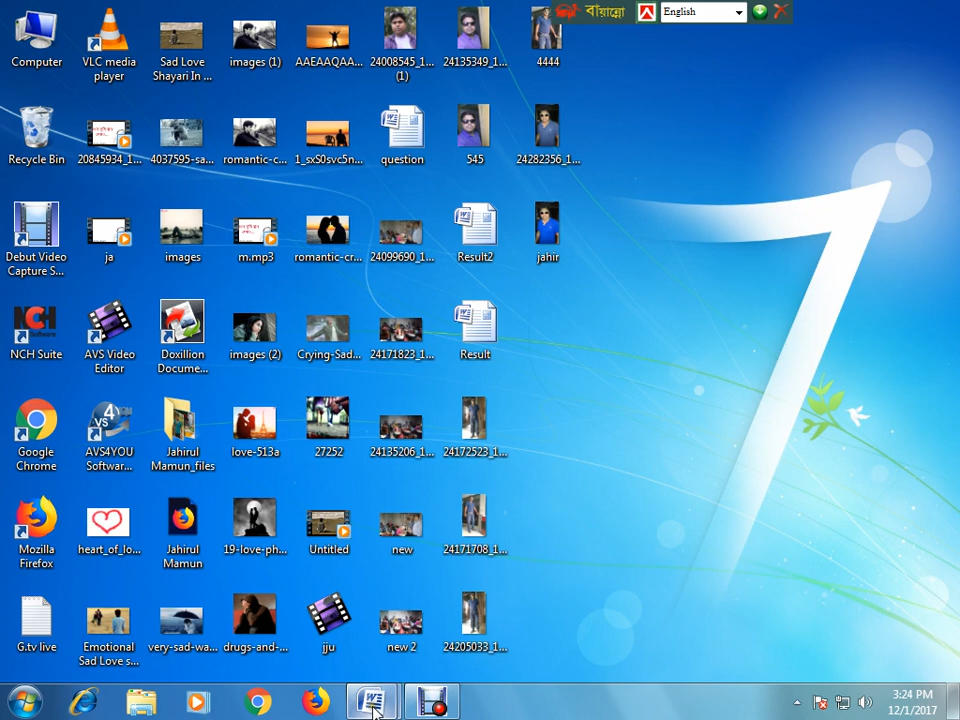 বায়ান্নো
English
Computer
VLC media player
Sad Love Shayari In ...
images (1)
AAEAAQAA...
24008545_1... (1)
24135349_1...
4444
Recycle Bin
20845934_1...
4037595-sa...
romantic-c...
1_sxS0svc5n...
question
545
24282356_1...
Debut Video Capture S...
ja
images
m.mp3
romantic-cr...
24099690_1...
Result2
jahir
NCH Suite
AVS Video Editor
Doxillion Docume...
images (2)
Crying-Sad...
24171823_1...
Result
Google Chrome
AVS4YOU Softwar...
Jahirul Mamun_files
love-513a
27252
24135206_1...
24172523_1...
Mozilla Firefox
heart_of_lo...
Jahirul Mamun
19-love-ph...
Untitled
new
24171708_1...
G.tv live
Emotional Sad Love s...
very-sad-wa...
drugs-and-...
jju
new 2
24205033_1...
3:24 PM
12/1/2017